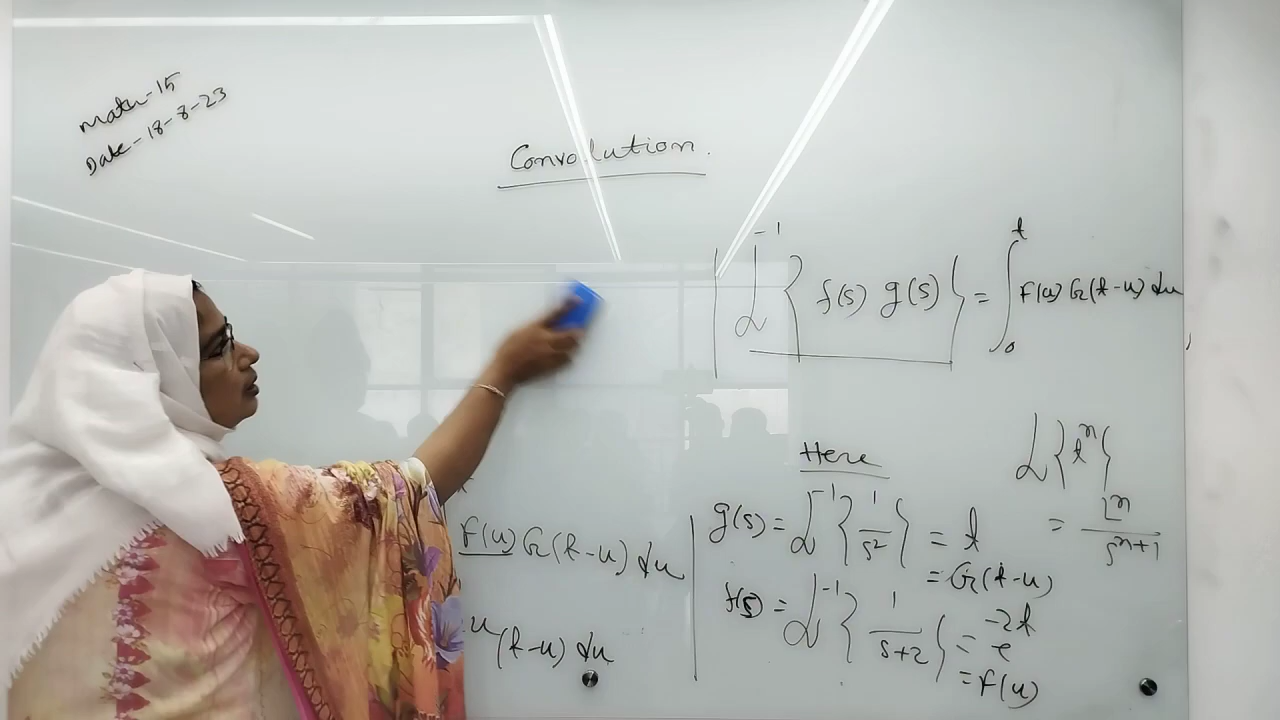 Math-15
Date-18-8-23
Convolution.
L⁻¹{ f(s) g(s) } = ∫₀ᵗ F(u) G(t-u) du
Here
L{tⁿ}
= ⌊n / sⁿ⁺¹
g(s) = L⁻¹{ 1/s² } = t
= G(t-u)
f(s) = L⁻¹{ 1/(s+2) } = e^-2t
= F(u)
F(u) G(t-u) du
u (t-u) du